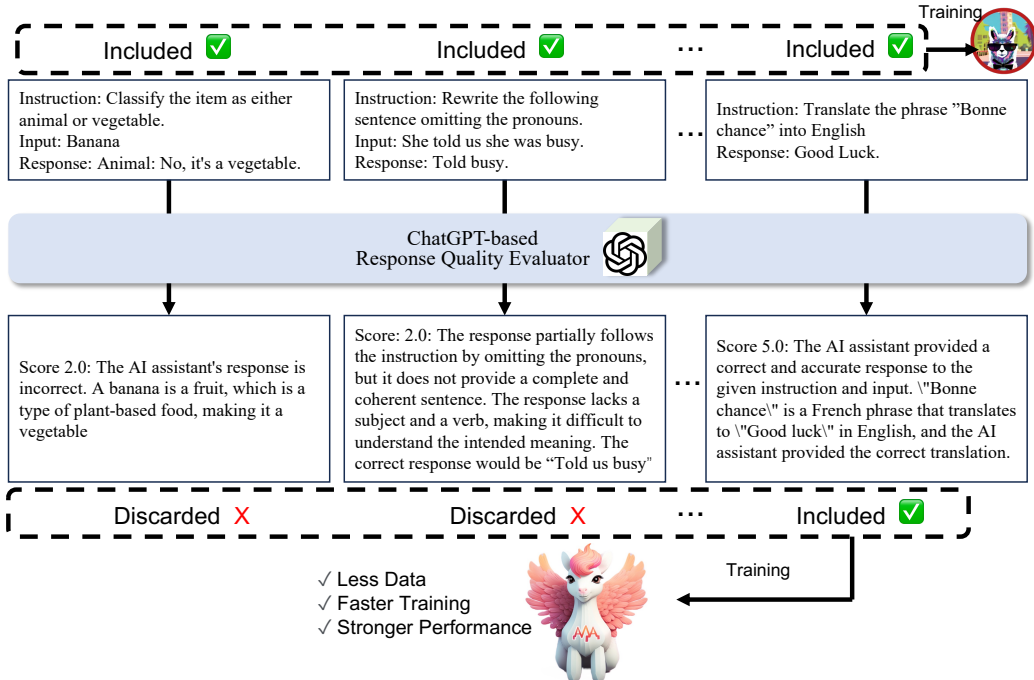 Training
Included ✅ Included ✅ ... Included ✅
Instruction: Classify the item as either
animal or vegetable.
Input: Banana
Response: Animal: No, it's a vegetable.
Instruction: Rewrite the following
sentence omitting the pronouns.
Input: She told us she was busy.
Response: Told busy.
...
Instruction: Translate the phrase ”Bonne
chance” into English
Response: Good Luck.
ChatGPT-based
Response Quality Evaluator
Score 2.0: The AI assistant's response is
incorrect. A banana is a fruit, which is a
type of plant-based food, making it a
vegetable
Score: 2.0: The response partially follows
the instruction by omitting the pronouns,
but it does not provide a complete and
coherent sentence. The response lacks a
subject and a verb, making it difficult to
understand the intended meaning. The
correct response would be “Told us busy"
...
Score 5.0: The AI assistant provided a
correct and accurate response to the
given instruction and input. \"Bonne
chance\" is a French phrase that translates
to \"Good luck\" in English, and the AI
assistant provided the correct translation.
Discarded X Discarded X ... Included ✅
✓ Less Data
✓ Faster Training
✓ Stronger Performance
Training